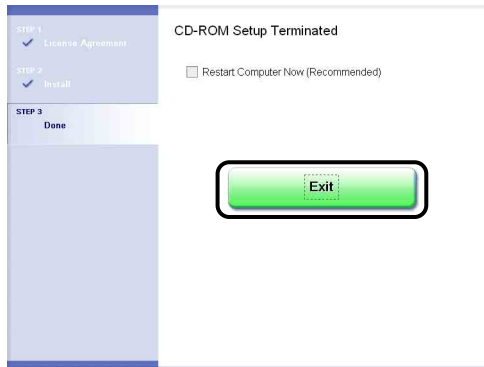 STEP 1
License Agreement
STEP 2
Install
STEP 3
Done
CD-ROM Setup Terminated
Restart Computer Now (Recommended)
Exit